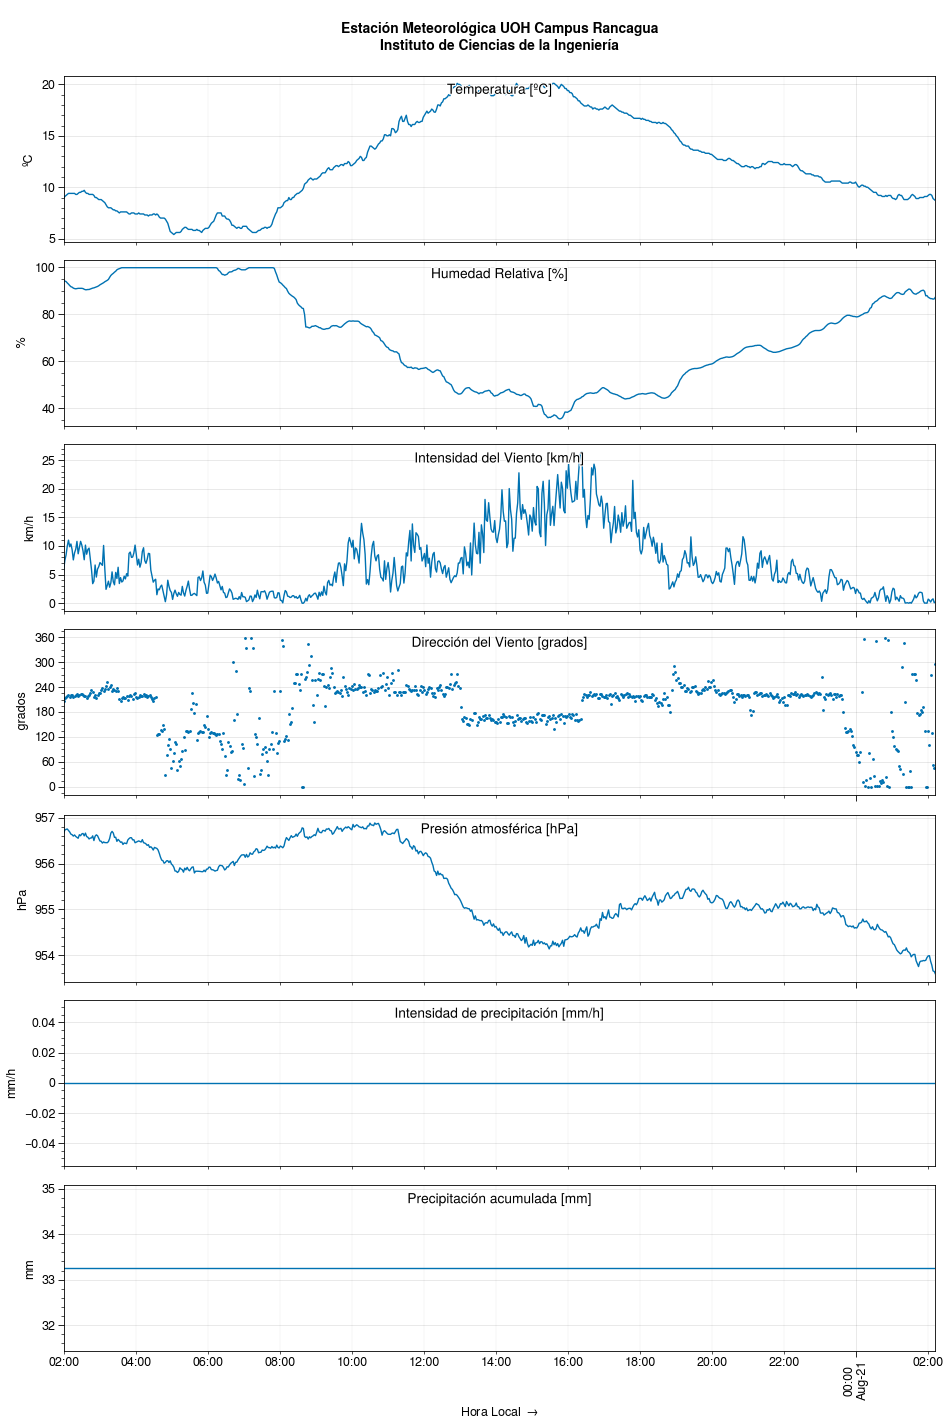 Estación Meteorológica UOH Campus Rancagua
Instituto de Ciencias de la Ingeniería
Temperatura [ºC]
ºC
20
15
10
5
Humedad Relativa [%]
%
100
80
60
40
Intensidad del Viento [km/h]
km/h
25
20
15
10
5
0
Dirección del Viento [grados]
grados
360
300
240
180
120
60
0
Presión atmosférica [hPa]
hPa
957
956
955
954
Intensidad de precipitación [mm/h]
mm/h
0.04
0.02
0
−0.02
−0.04
Precipitación acumulada [mm]
mm
35
34
33
32
02:00 04:00 06:00 08:00 10:00 12:00 14:00 16:00 18:00 20:00 22:00 00:00 02:00
Aug-21
Hora Local →